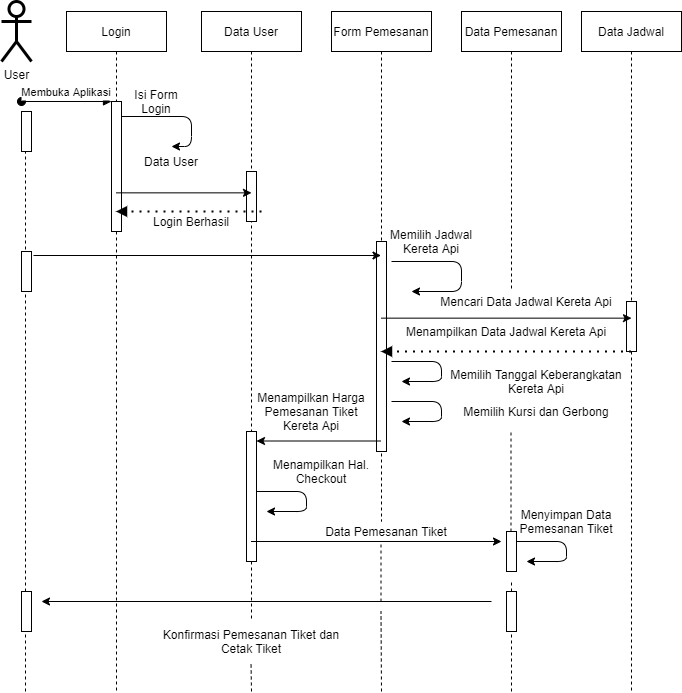 Login
Data User
Form Pemesanan
Data Pemesanan
Data Jadwal
User
Membuka Aplikasi
Isi Form
Login
Data User
Login Berhasil
Memilih Jadwal
Kereta Api
Mencari Data Jadwal Kereta Api
Menampilkan Data Jadwal Kereta Api
Memilih Tanggal Keberangkatan
Kereta Api
Menampilkan Harga
Pemesanan Tiket
Kereta Api
Memilih Kursi dan Gerbong
Menampilkan Hal.
Checkout
Data Pemesanan Tiket
Menyimpan Data
Pemesanan Tiket
Konfirmasi Pemesanan Tiket dan
Cetak Tiket